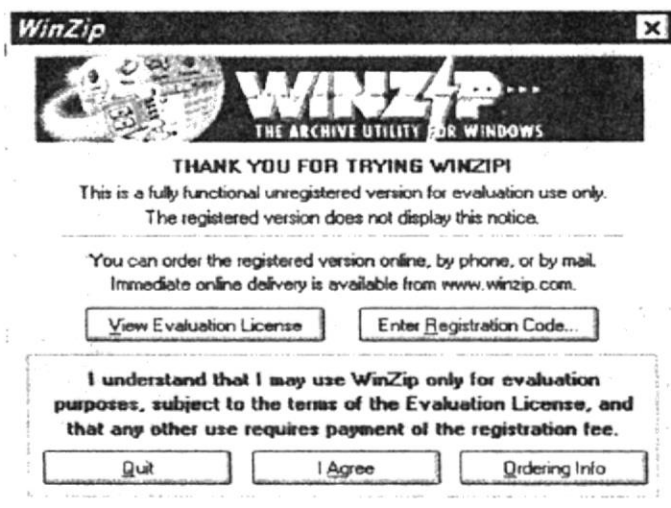 WinZip
WINZIP
THE ARCHIVE UTILITY FOR WINDOWS
THANK YOU FOR TRYING WINZIP!
This is a fully functional unregistered version for evaluation use only.
The registered version does not display this notice.
You can order the registered version online, by phone, or by mail.
Immediate online delivery is available from www.winzip.com.
View Evaluation License
Enter Registration Code...
I understand that I may use WinZip only for evaluation
purposes, subject to the terms of the Evaluation License, and
that any other use requires payment of the registration fee.
Quit
I Agree
Ordering Info